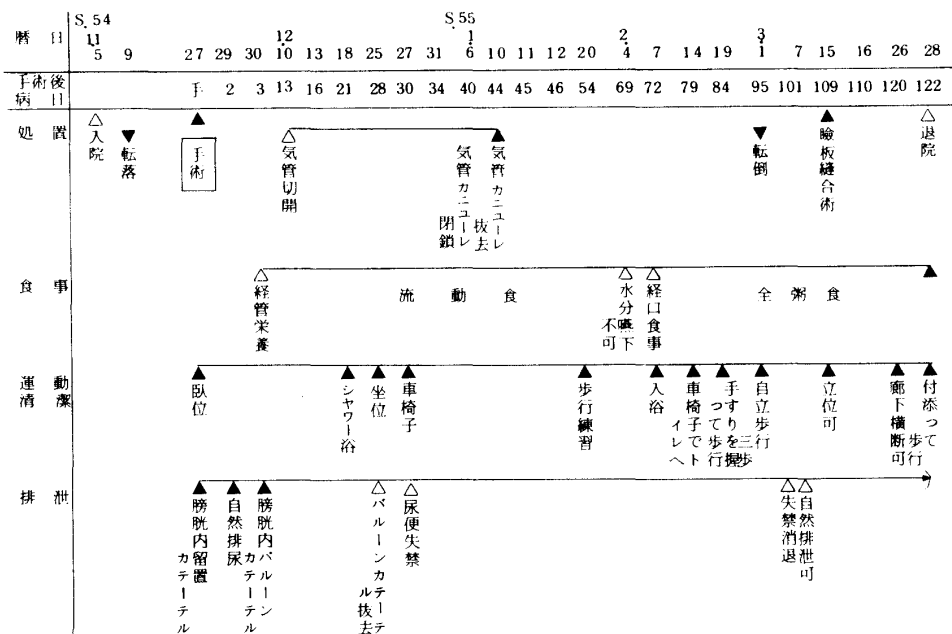 S.54 S.55
暦日 11.5 9 27 29 30 12.10 13 18 25 27 31 1.6 10 11 12 20 2.4 7 14 19 3.1 7 15 16 26 28
手術後病日 手 2 3 13 16 21 28 30 34 40 44 45 46 54 69 72 79 84 95 101 109 110 120 122
処置
入院
転落
手術
気管切開
気管カニューレ閉鎖
気管カニューレ抜去
転倒
瞼板縫合術
退院
食事
経管栄養
流動食
水分嚥下不可
経口食事
全粥食
運動
清潔
臥位
シヤワー浴
坐位
車椅子
歩行練習
入浴
車椅子でトイレへ
手すりを握つて歩行三歩
自立歩行
立位可
廊下横断可
付添って歩行
排泄
膀胱内留置カテーテル
自然排尿
膀胱内バルーンカテーテル
バルーンカテーテル抜去
尿便失禁
失禁消退
自然排泄可